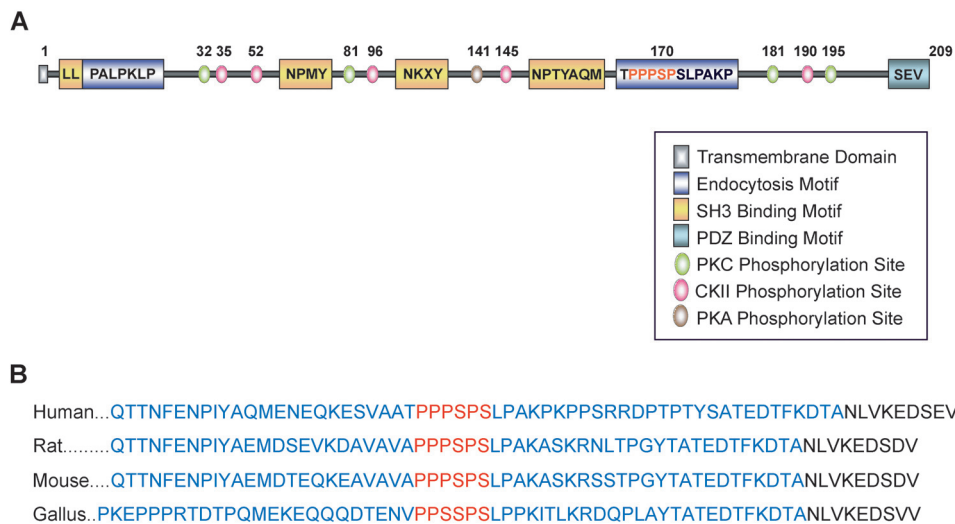 A
1 32 35 52 81 96 141 145 170 181 190 195 209
LL PALPKLP NPMY NKXY NPTYAQM TPPPSPSLPAKP SEV
Transmembrane Domain
Endocytosis Motif
SH3 Binding Motif
PDZ Binding Motif
PKC Phosphorylation Site
CKII Phosphorylation Site
PKA Phosphorylation Site
B
Human...QTTNFENPIYAQMENEQKESVAATPPPSPSLPAKPKPPSRRDPTPTYSATEDTFKDTANLVKEDSEV
Rat.........QTTNFENPIYAEMDSEVKDAVAVAPPPSPSLPAKASKRNLTPGYTATEDTFKDTANLVKEDSDV
Mouse....QTTNFENPIYAEMDTEQKEAVAVAPPPSPSLPAKASKRSSTPGYTATEDTFKDTANLVKEDSDV
Gallus..PKEPPPRTDTPQMEKEQQQDTENVPPSSPSLPPKITLKRDQPLAYTATEDTFKDTANLVKEDSVV